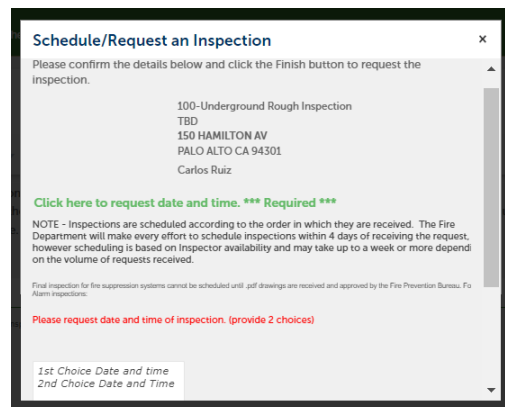 Schedule/Request an Inspection ×
Please confirm the details below and click the Finish button to request the
inspection.
100-Underground Rough Inspection
TBD
150 HAMILTON AV
PALO ALTO CA 94301
Carlos Ruiz
Click here to request date and time. *** Required ***
NOTE - Inspections are scheduled according to the order in which they are received. The Fire
Department will make every effort to schedule inspections within 4 days of receiving the request,
however scheduling is based on Inspector availability and may take up to a week or more dependi
on the volume of requests received.
Final inspection for fire suppression systems cannot be scheduled until .pdf drawings are received and approved by the Fire Prevention Bureau. Fo
Alarm inspections:
Please request date and time of inspection. (provide 2 choices)
1st Choice Date and time
2nd Choice Date and Time